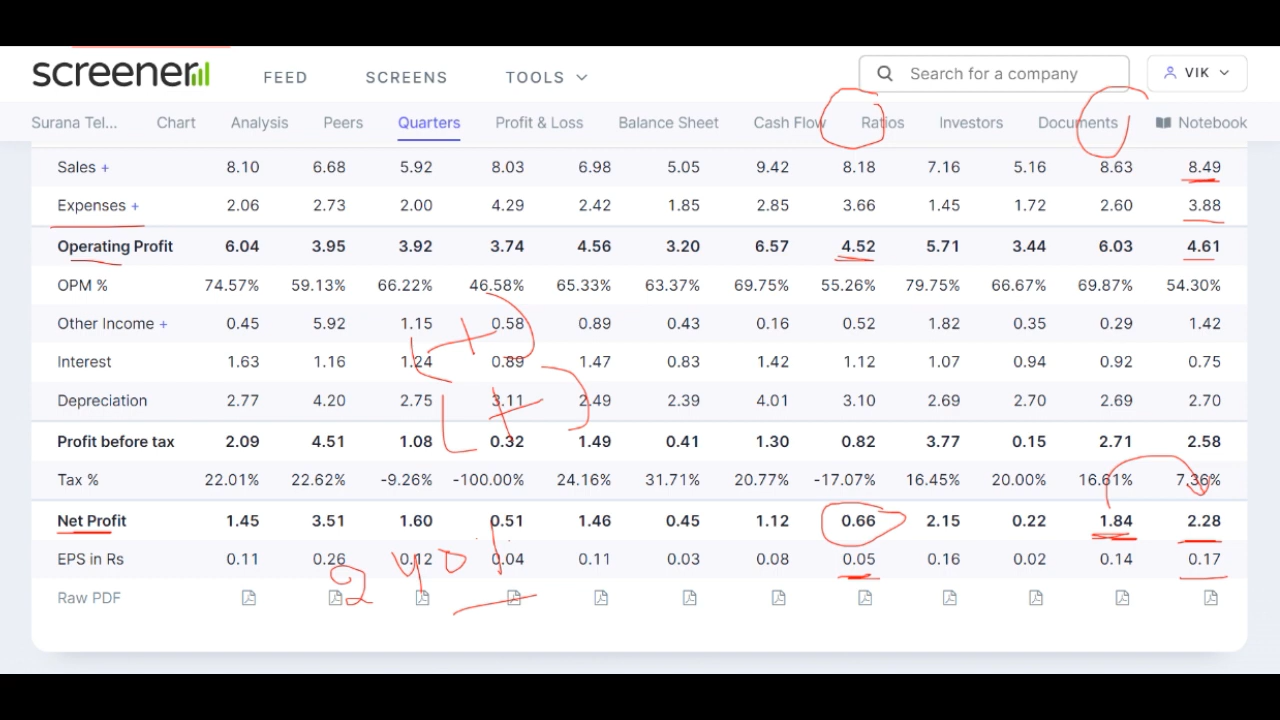 screener FEED SCREENS TOOLS Search for a company VIK
Surana Tel... Chart Analysis Peers Quarters Profit & Loss Balance Sheet Cash Flow Ratios Investors Documents Notebook
Sales + 8.10 6.68 5.92 8.03 6.98 5.05 9.42 8.18 7.16 5.16 8.63 8.49
Expenses + 2.06 2.73 2.00 4.29 2.42 1.85 2.85 3.66 1.45 1.72 2.60 3.88
Operating Profit 6.04 3.95 3.92 3.74 4.56 3.20 6.57 4.52 5.71 3.44 6.03 4.61
OPM % 74.57% 59.13% 66.22% 46.58% 65.33% 63.37% 69.75% 55.26% 79.75% 66.67% 69.87% 54.30%
Other Income + 0.45 5.92 1.15 0.58 0.89 0.43 0.16 0.52 1.82 0.35 0.29 1.42
Interest 1.63 1.16 1.24 0.89 1.47 0.83 1.42 1.12 1.07 0.94 0.92 0.75
Depreciation 2.77 4.20 2.75 3.11 2.49 2.39 4.01 3.10 2.69 2.70 2.69 2.70
Profit before tax 2.09 4.51 1.08 0.32 1.49 0.41 1.30 0.82 3.77 0.15 2.71 2.58
Tax % 22.01% 22.62% -9.26% -100.00% 24.16% 31.71% 20.77% -17.07% 16.45% 20.00% 16.61% 7.36%
Net Profit 1.45 3.51 1.60 0.51 1.46 0.45 1.12 0.66 2.15 0.22 1.84 2.28
EPS in Rs 0.11 0.26 0.12 0.04 0.11 0.03 0.08 0.05 0.16 0.02 0.14 0.17
2 40%
Raw PDF